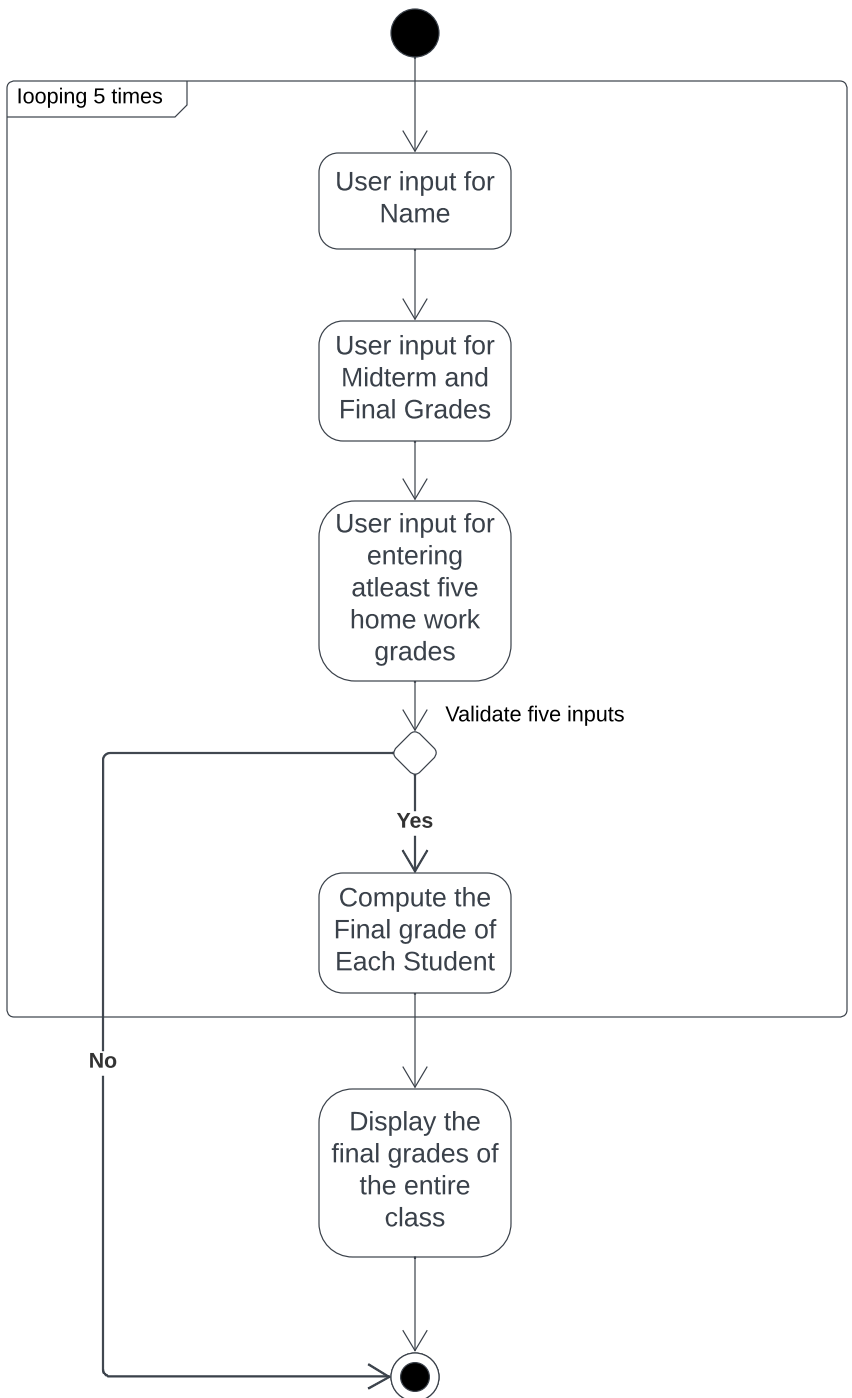 looping 5 times
User input for
Name
User input for
Midterm and
Final Grades
User input for
entering
atleast five
home work
grades
Validate five inputs
Yes
Compute the
Final grade of
Each Student
No
Display the
final grades of
the entire
class